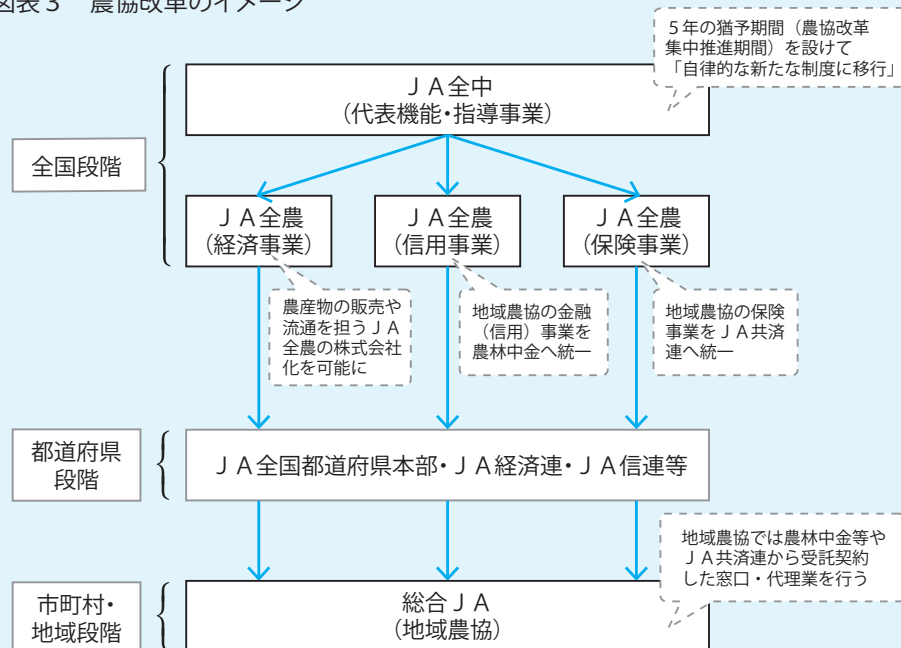 図表3 農協改革のイメージ
5年の猶予期間（農協改革
集中推進期間）を設けて
「自律的な新たな制度に移行」
ＪＡ全中
（代表機能・指導事業）
全国段階
ＪＡ全農
（経済事業）
ＪＡ全農
（信用事業）
ＪＡ全農
（保険事業）
農産物の販売や
流通を担うＪＡ
全農の株式会社
化を可能に
地域農協の金融
（信用）事業を
農林中金へ統一
地域農協の保険
事業をＪＡ共済
連へ統一
都道府県
段階
ＪＡ全国都道府県本部・ＪＡ経済連・ＪＡ信連等
地域農協では農林中金等や
ＪＡ共済連から受託契約
した窓口・代理業を行う
市町村・
地域段階
総合ＪＡ
（地域農協）